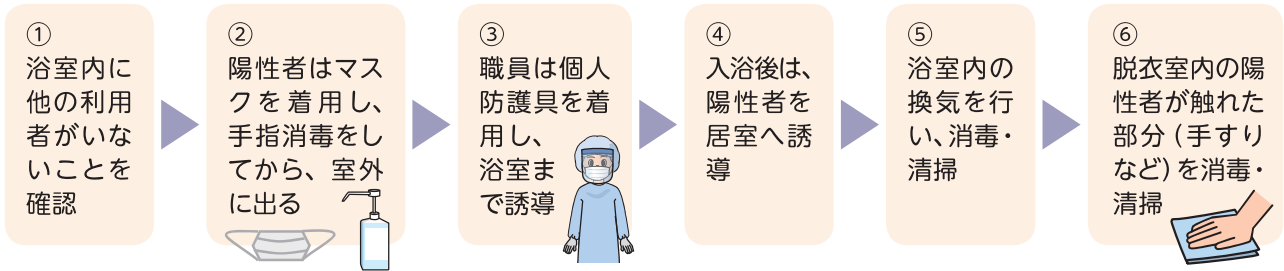 ①
浴室内に
他の利用
者がいな
いことを
確認
②
陽性者はマス
クを着用し、
手指消毒をし
てから、室外
に出る
③
職員は個人
防護具を着
用し、
浴室ま
で誘導
④
入浴後は、
陽性者を
居室へ誘
導
⑤
浴室内の
換気を行
い、消毒・
清掃
⑥
脱衣室内の陽
性者が触れた
部分（手すり
など）を消毒・
清掃